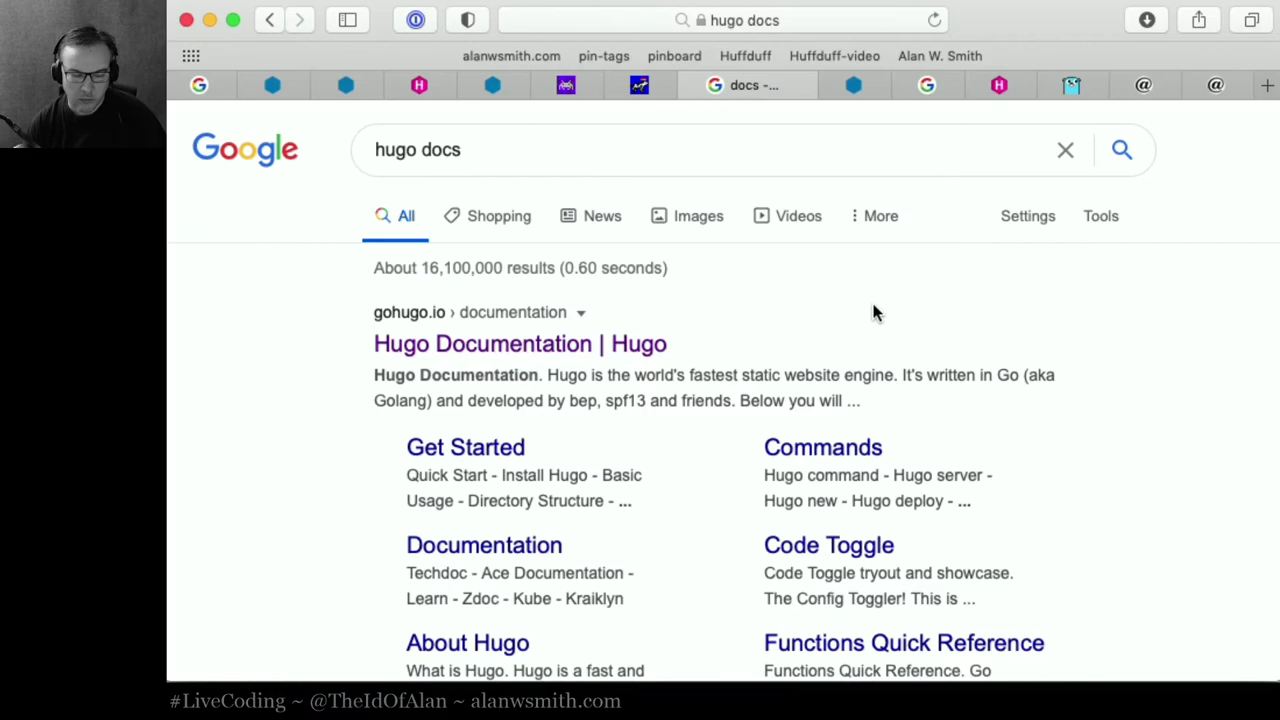 hugo docs
alanwsmith.com pin-tags pinboard Huffduff Huffduff-video Alan W. Smith
docs -...
Google
hugo docs
All Shopping News Images Videos More Settings Tools
About 16,100,000 results (0.60 seconds)
gohugo.io › documentation
Hugo Documentation | Hugo
Hugo Documentation. Hugo is the world's fastest static website engine. It's written in Go (aka
Golang) and developed by bep, spf13 and friends. Below you will ...
Get Started
Quick Start - Install Hugo - Basic
Usage - Directory Structure - ...
Commands
Hugo command - Hugo server -
Hugo new - Hugo deploy - ...
Documentation
Techdoc - Ace Documentation -
Learn - Zdoc - Kube - Kraiklyn
Code Toggle
Code Toggle tryout and showcase.
The Config Toggler! This is ...
About Hugo
What is Hugo. Hugo is a fast and
Functions Quick Reference
Functions Quick Reference. Go
#LiveCoding ~ @TheIdOfAlan ~ alanwsmith.com